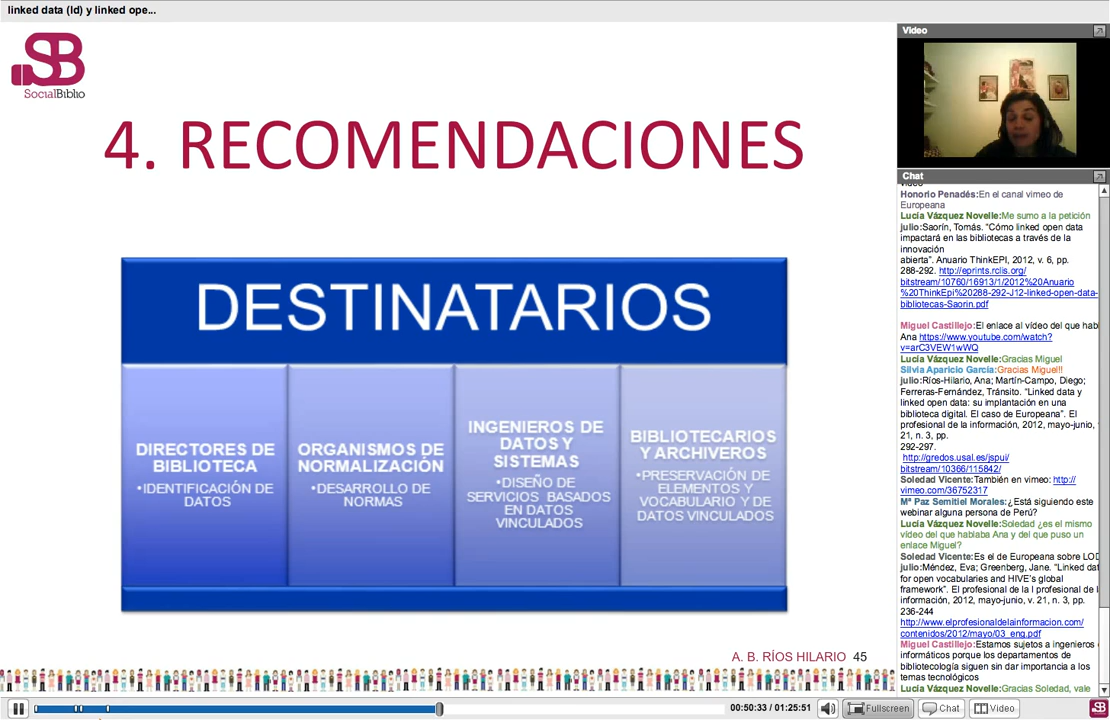 linked data (ld) y linked ope...
SB
SocialBiblio
4. RECOMENDACIONES
DESTINATARIOS
DIRECTORES DE
BIBLIOTECA
•IDENTIFICACIÓN DE
DATOS
ORGANISMOS DE
NORMALIZACIÓN
•DESARROLLO DE
NORMAS
INGENIEROS DE
DATOS Y
SISTEMAS
•DISEÑO DE
SERVICIOS BASADOS
EN DATOS
VINCULADOS
BIBLIOTECARIOS
Y ARCHIVEROS
•PRESERVACIÓN DE
ELEMENTOS Y
VOCABULARIO Y DE
DATOS VINCULADOS
A. B. RÍOS HILARIO 45
Video
Chat
Honorio Penadés:En el canal vimeo de
Europeana
Lucía Vázquez Novelle:Me sumo a la petición
julio:Saorín, Tomás. “Cómo linked open data
impactará en las bibliotecas a través de la
innovación
abierta”. Anuario ThinkEPI, 2012, v. 6, pp.
288-292. http://eprints.rclis.org/
bitstream/10760/16913/1/2012%20Anuario
%20ThinkEpi%20288-292-J12-linked-open-data-
bibliotecas-Saorin.pdf
Miguel Castillejo:El enlace al vídeo del que hab
Ana https://www.youtube.com/watch?
v=arC3VEW1wWQ
Lucía Vázquez Novelle:Gracias Miguel
Silvia Aparicio García:Gracias Miguel!!
julio:Ríos-Hilario, Ana; Martín-Campo, Diego;
Ferreras-Fernández, Tránsito. “Linked data y
linked open data: su implantación en una
biblioteca digital. El caso de Europeana”. El
profesional de la información, 2012, mayo-junio, v
21, n. 3, pp.
292-297.
http://gredos.usal.es/jspui/
bitstream/10366/115842/
Soledad Vicente:También en vimeo: http://
vimeo.com/36752317
Mª Paz Semitiel Morales:¿Está siguiendo este
webinar alguna persona de Perú?
Lucía Vázquez Novelle:Soledad ¿es el mismo
vídeo del que hablaba Ana y del que puso un
enlace Miguel?
Soledad Vicente:Es el de Europeana sobre LOD
julio:Méndez, Eva; Greenberg, Jane. “Linked dat
for open vocabularies and HIVE's global
framework”. El profesional de la I profesional de l
información, 2012, mayo-junio, v. 21, n. 3, pp.
236-244
http://www.elprofesionaldelainformacion.com/
contenidos/2012/mayo/03_eng.pdf
Miguel Castillejo:Estamos sujetos a ingenieros
informáticos porque los departamentos de
bibliotecología siguen sin dar importancia a los
temas tecnológicos
Lucía Vázquez Novelle:Gracias Soledad, vale
00:50:33 / 01:25:51
Fullscreen
Chat
Video
SB